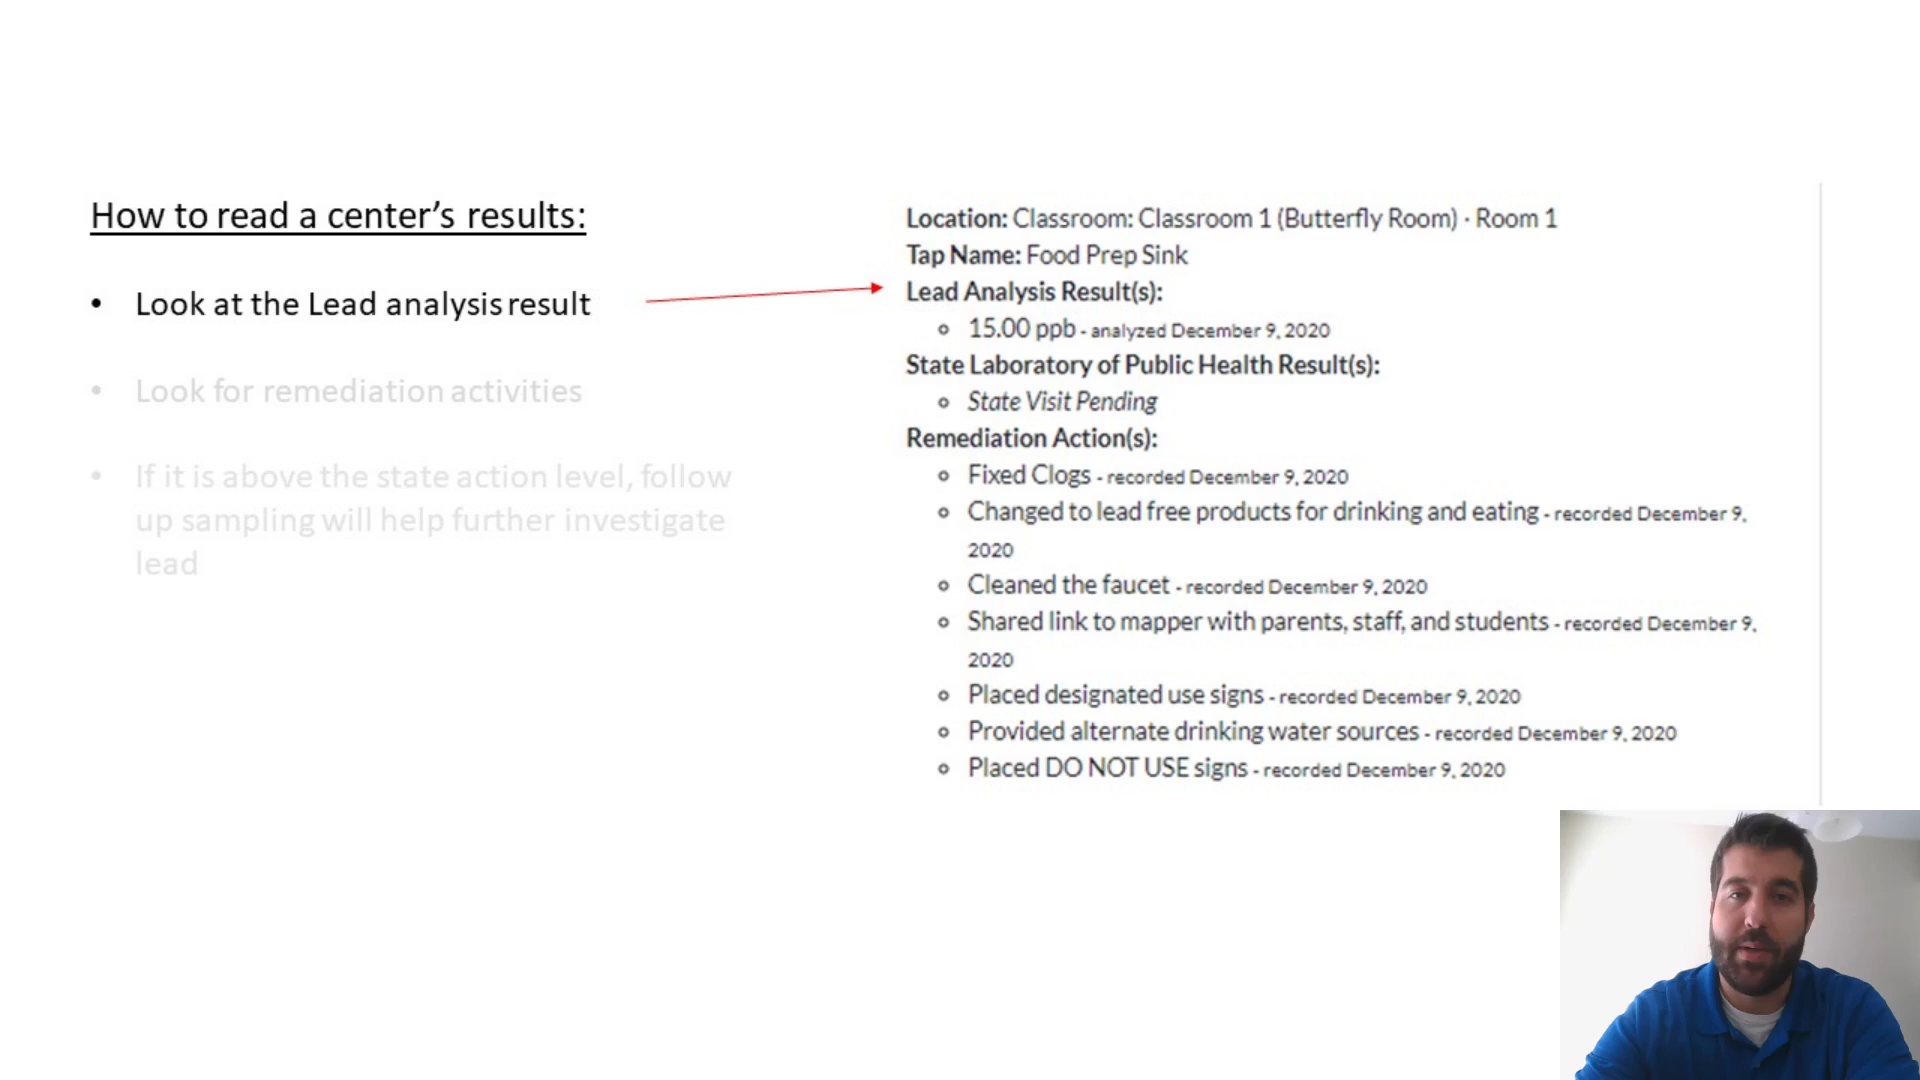 How to read a center’s results:
• Look at the Lead analysis result
• Look for remediation activities
• If it is above the state action level, follow
up sampling will help further investigate
lead
Location: Classroom: Classroom 1 (Butterfly Room) · Room 1
Tap Name: Food Prep Sink
Lead Analysis Result(s):
15.00 ppb - analyzed December 9, 2020
State Laboratory of Public Health Result(s):
State Visit Pending
Remediation Action(s):
Fixed Clogs - recorded December 9, 2020
Changed to lead free products for drinking and eating - recorded December 9,
2020
Cleaned the faucet - recorded December 9, 2020
Shared link to mapper with parents, staff, and students - recorded December 9,
2020
Placed designated use signs - recorded December 9, 2020
Provided alternate drinking water sources - recorded December 9, 2020
Placed DO NOT USE signs - recorded December 9, 2020